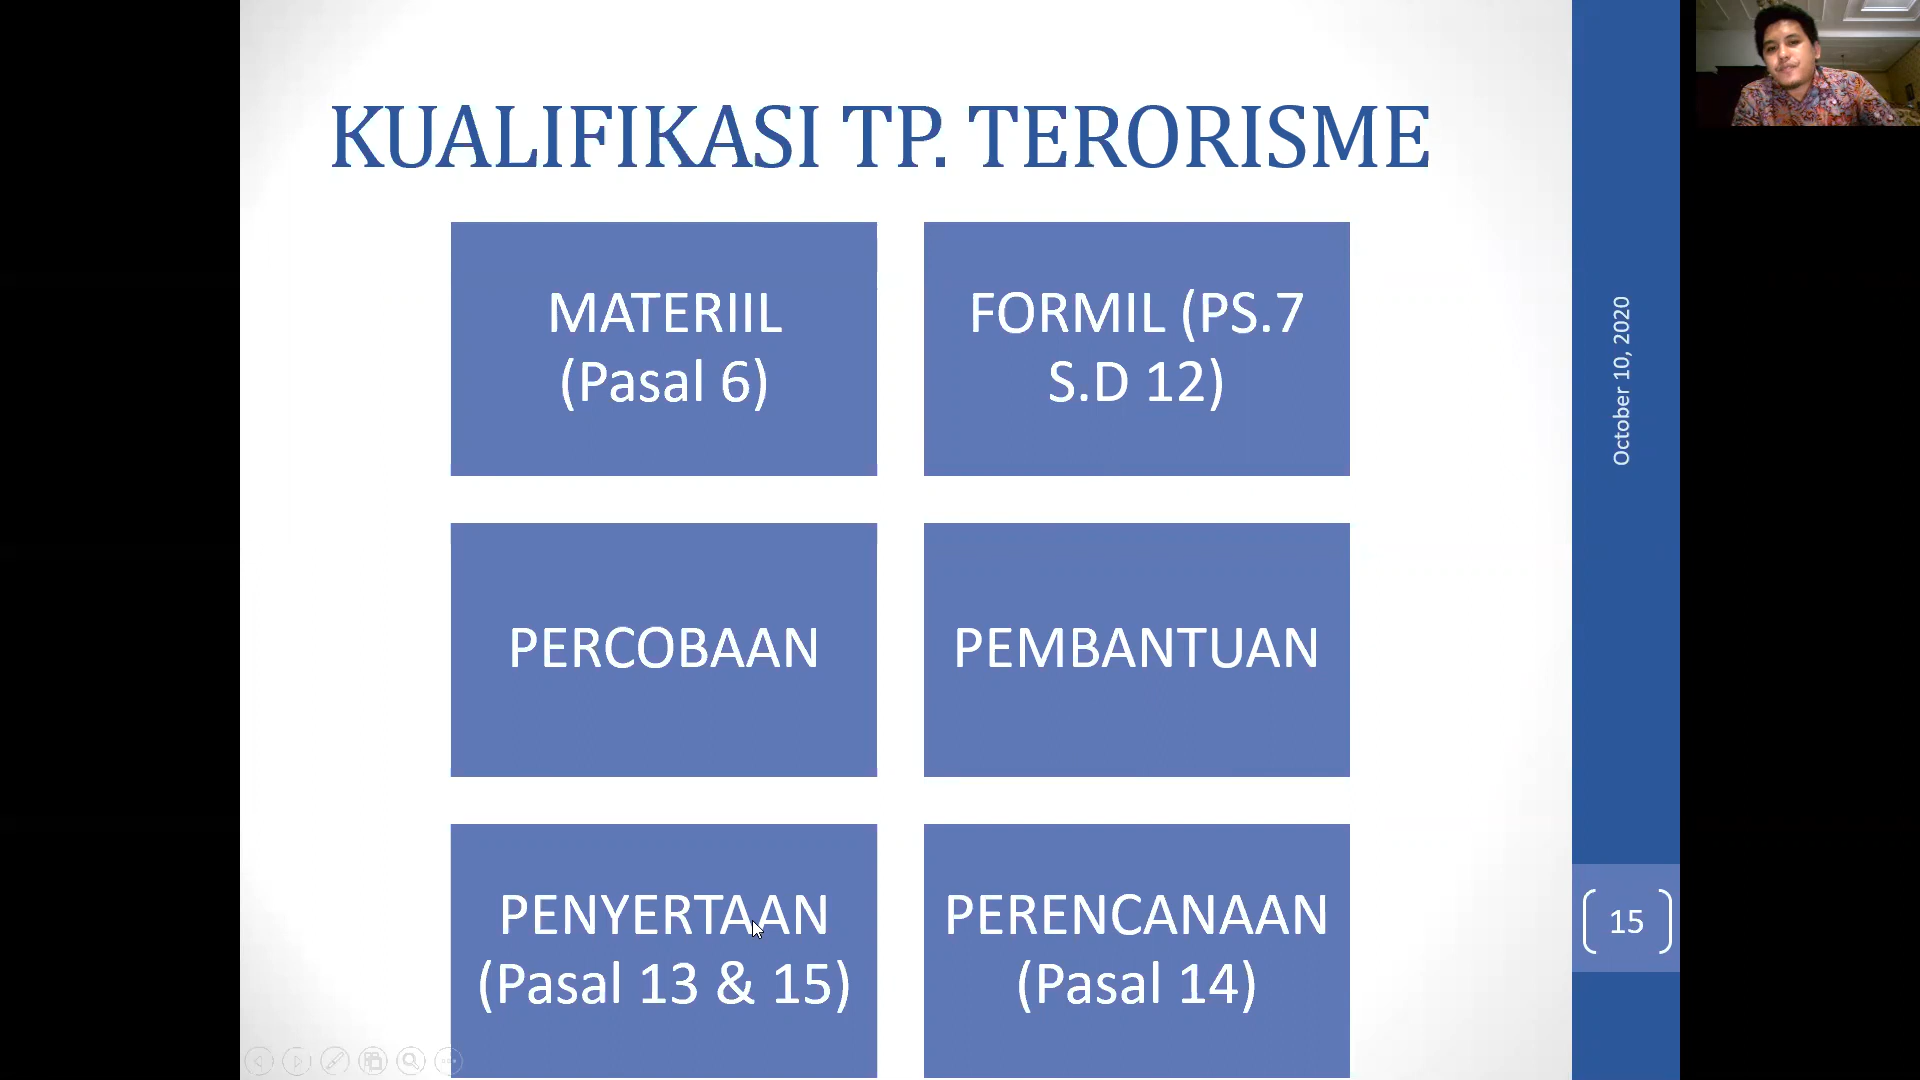 KUALIFIKASI TP. TERORISME
MATERIIL
(Pasal 6)
FORMIL (PS.7
S.D 12)
PERCOBAAN
PEMBANTUAN
PENYERTAAN
(Pasal 13 & 15)
PERENCANAAN
(Pasal 14)
October 10, 2020
15